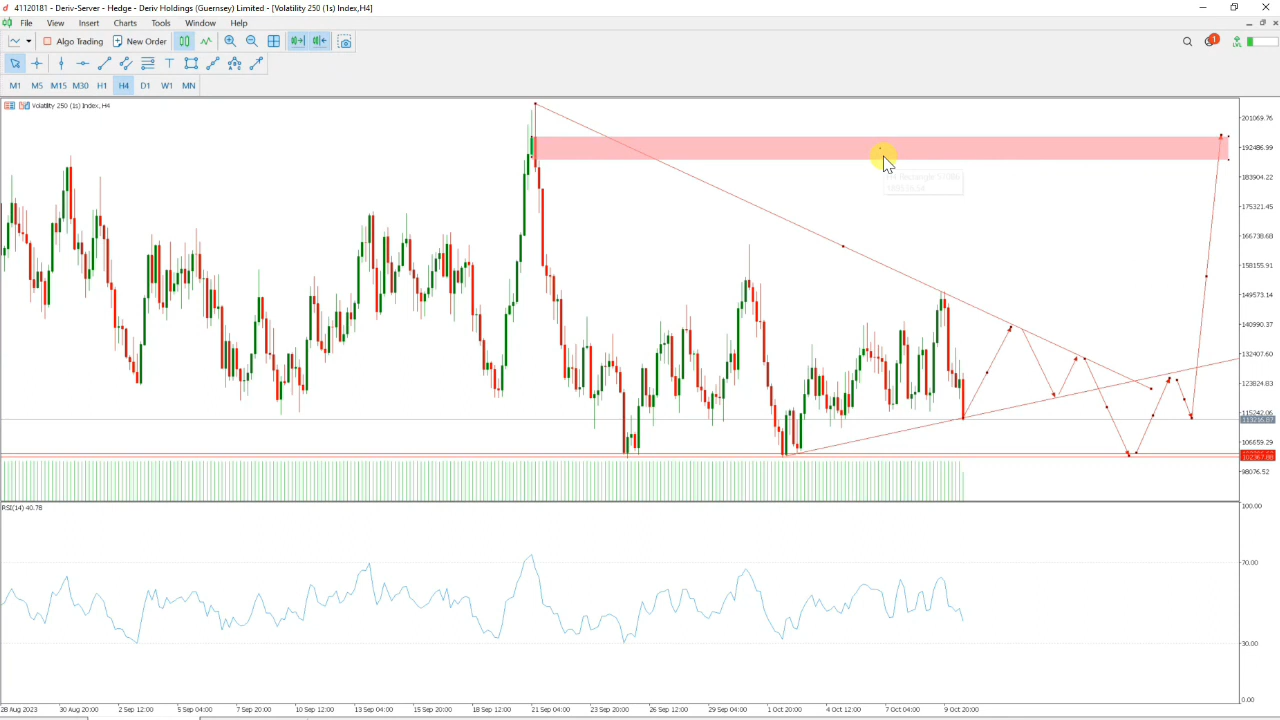 41120181 - Deriv-Server - Hedge - Deriv Holdings (Guernsey) Limited - [Volatility 250 (1s) Index,H4]
File View Insert Charts Tools Window Help
Algo Trading New Order
1
LVL
M1 M5 M15 M30 H1 H4 D1 W1 MN
Volatility 250 (1s) Index, H4
201069.76
192486.99
183904.22
175321.45
166738.68
158155.91
149573.14
140990.37
132407.60
123824.83
115242.06
113216.67
106659.29
102367.88
98076.52
RSI(14) 40.78
100.00
70.00
30.00
0.00
28 Aug 2023 30 Aug 20:00 2 Sep 12:00 5 Sep 04:00 7 Sep 20:00 10 Sep 12:00 13 Sep 04:00 15 Sep 20:00 18 Sep 12:00 21 Sep 04:00 23 Sep 20:00 26 Sep 12:00 29 Sep 04:00 1 Oct 20:00 4 Oct 12:00 7 Oct 04:00 9 Oct 20:00